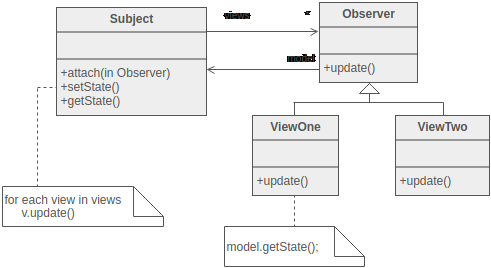 Subject
views
*
Observer
+attach(in Observer)
+setState()
+getState()
model
+update()
ViewOne
ViewTwo
+update()
+update()
for each view in views
v.update()
model.getState();